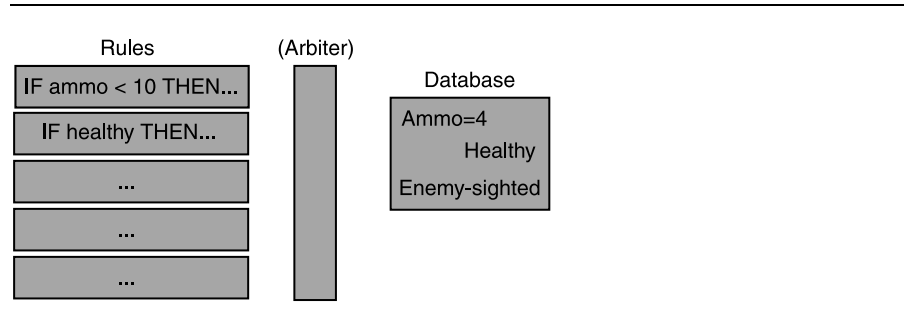 Rules
(Arbiter)
IF ammo < 10 THEN...
IF healthy THEN...
...
...
...
Database
Ammo=4
Healthy
Enemy-sighted